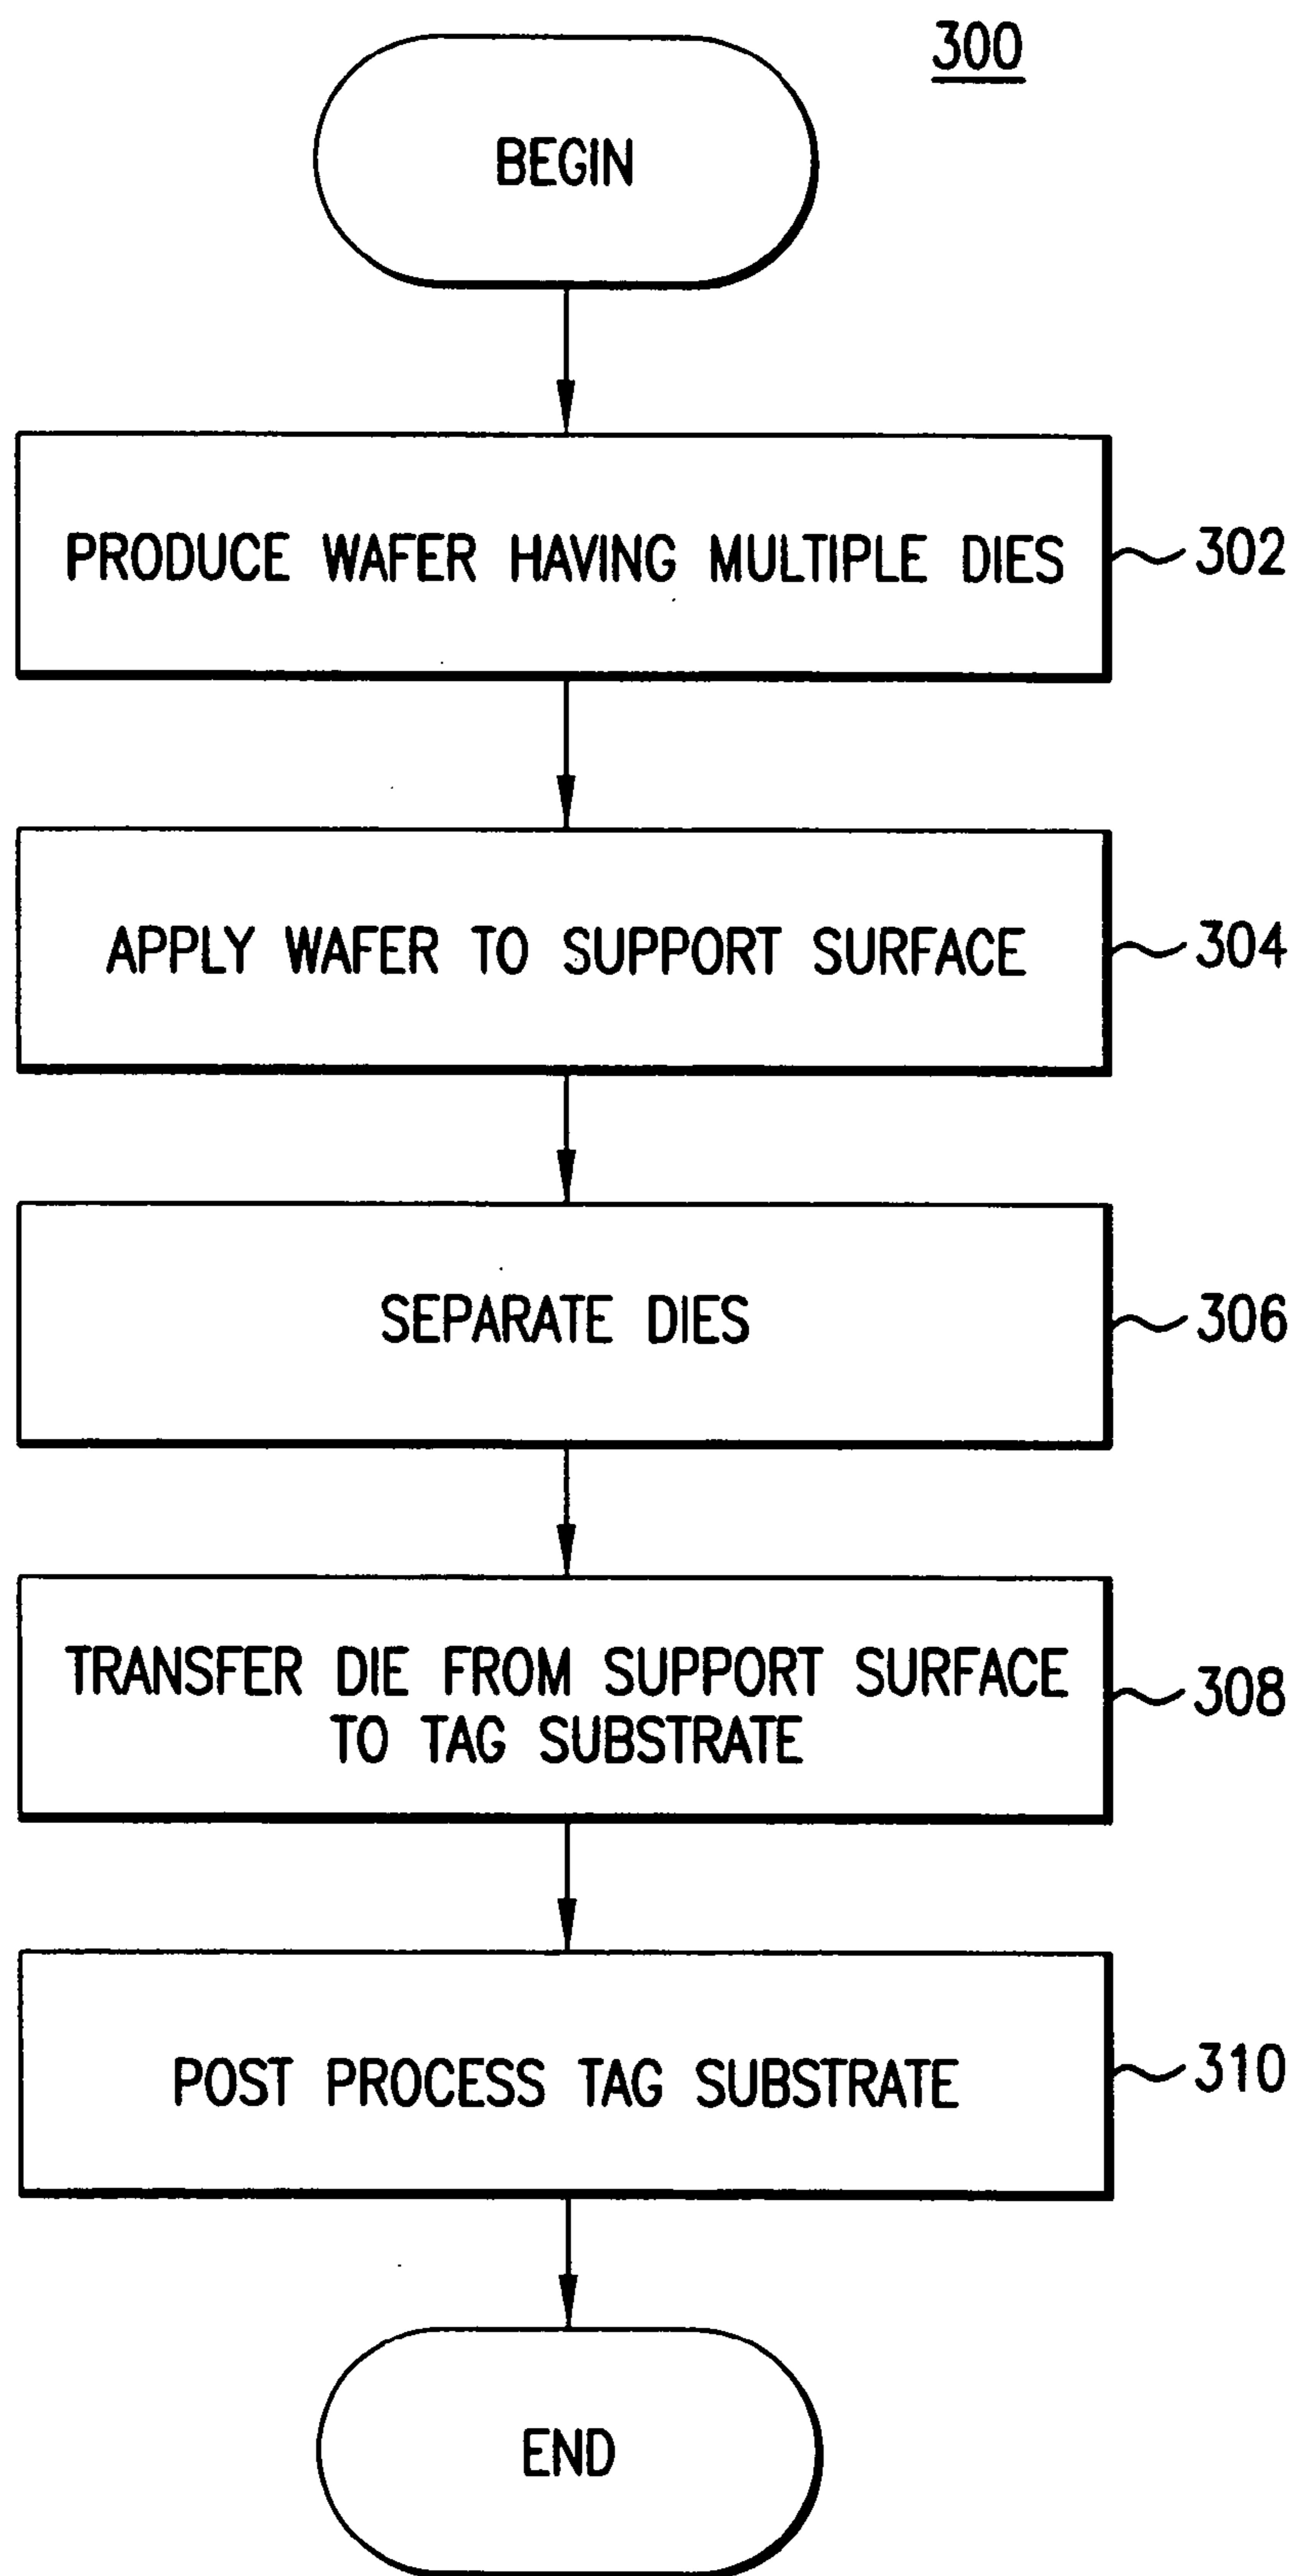 300
BEGIN
PRODUCE WAFER HAVING MULTIPLE DIES
302
APPLY WAFER TO SUPPORT SURFACE
304
SEPARATE DIES
306
TRANSFER DIE FROM SUPPORT SURFACE
TO TAG SUBSTRATE
308
POST PROCESS TAG SUBSTRATE
310
END